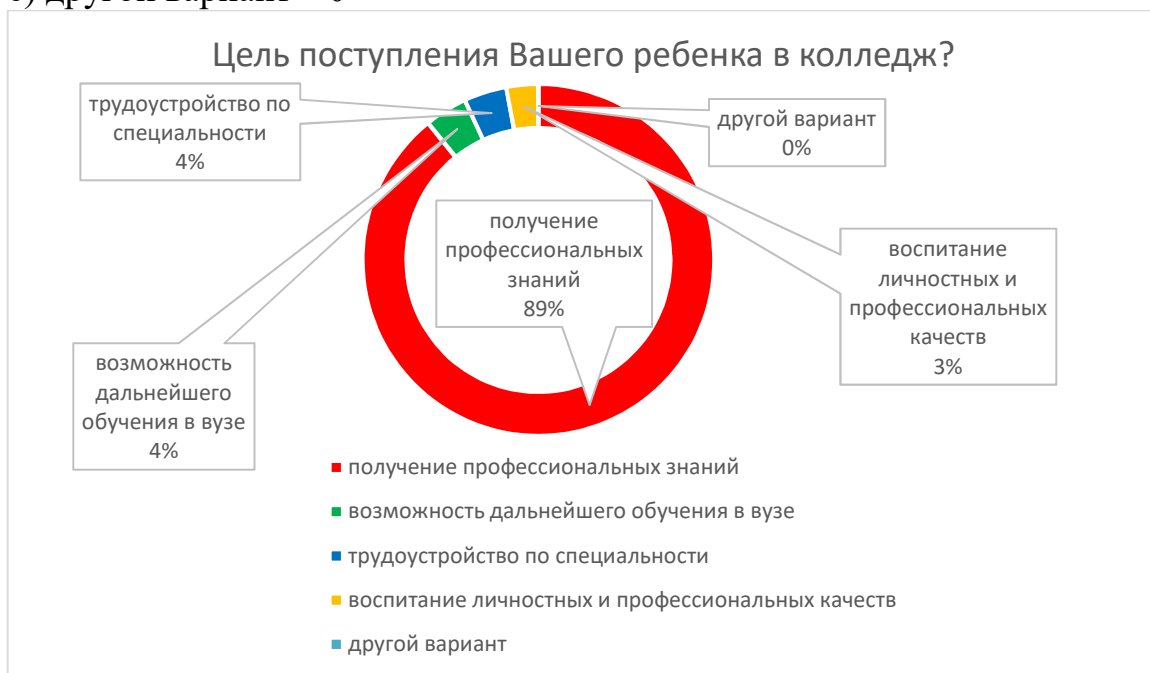 Цель поступления Вашего ребенка в колледж?
трудоустройство по
специальности
4%
другой вариант
0%
получение
профессиональных
знаний
89%
воспитание
личностных и
профессиональных
качеств
3%
возможность
дальнейшего
обучения в вузе
4%
получение профессиональных знаний
возможность дальнейшего обучения в вузе
трудоустройство по специальности
воспитание личностных и профессиональных качеств
другой вариант